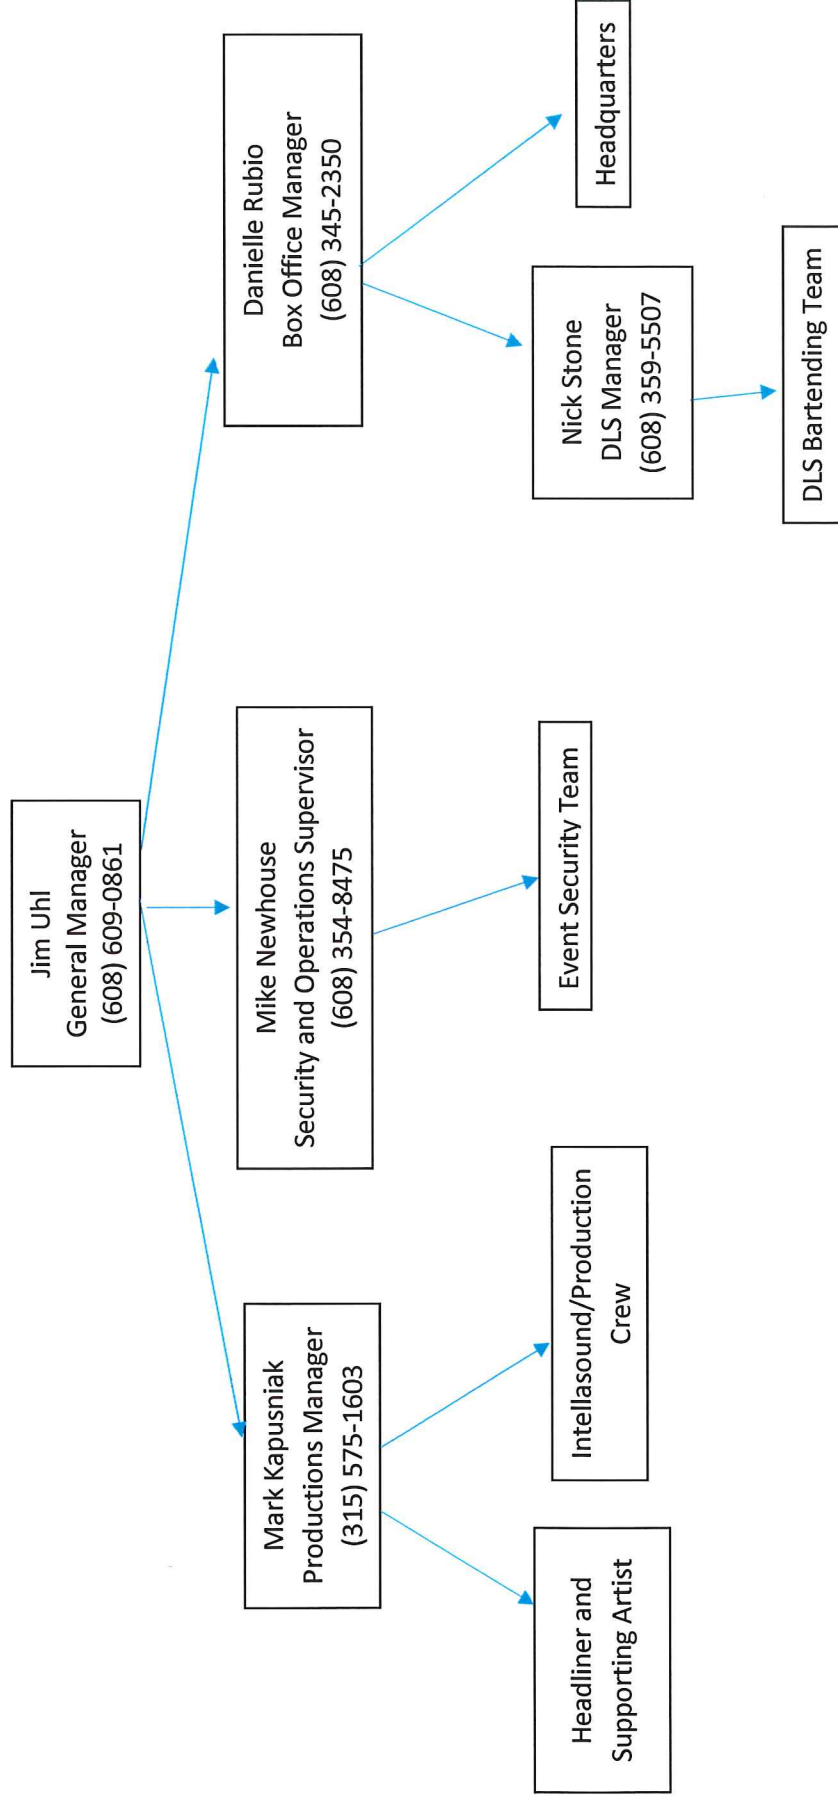 Jim Uhl
General Manager
(608) 609-0861
Mark Kapusniak
Productions Manager
(315) 575-1603
Mike Newhouse
Security and Operations Supervisor
(608) 354-8475
Danielle Rubio
Box Office Manager
(608) 345-2350
Headliner and
Supporting Artist
Intellasound/Production
Crew
Event Security Team
Nick Stone
DLS Manager
(608) 359-5507
Headquarters
DLS Bartending Team